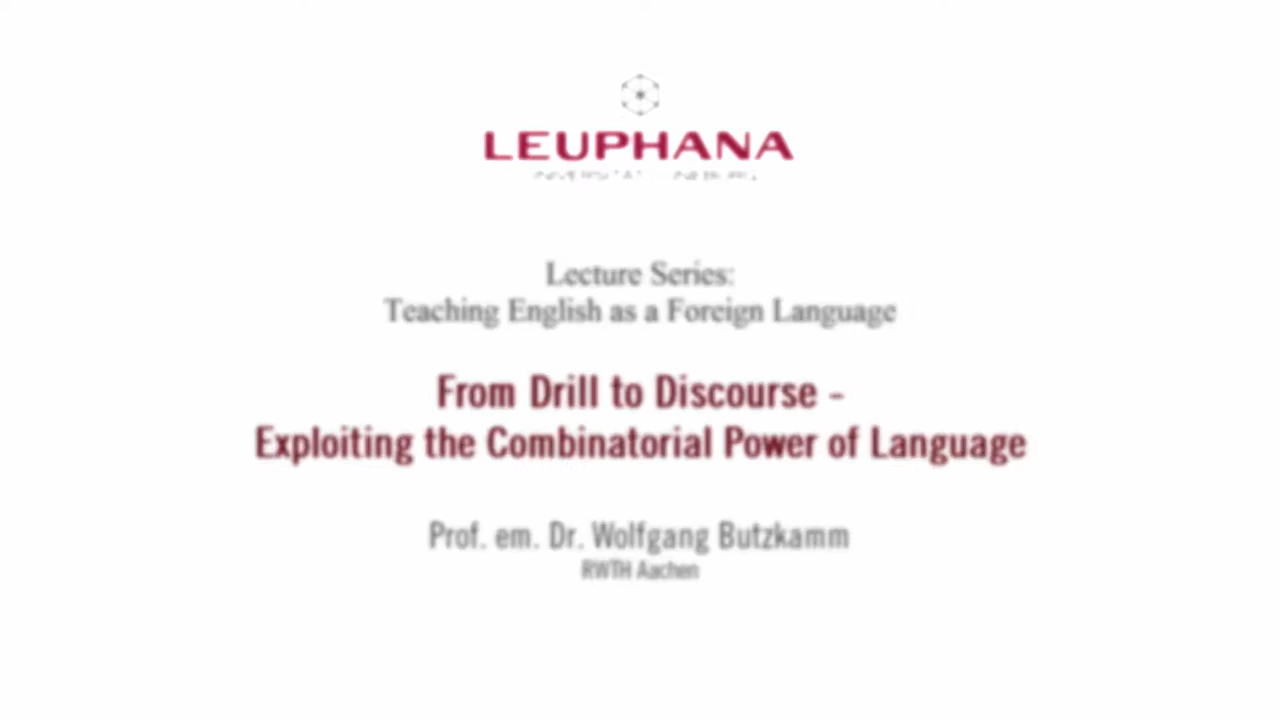 LEUPHANA
Lecture Series:
Teaching English as a Foreign Language
From Drill to Discourse -
Exploiting the Combinatorial Power of Language
Prof. em. Dr. Wolfgang Butzkamm
RWTH Aachen